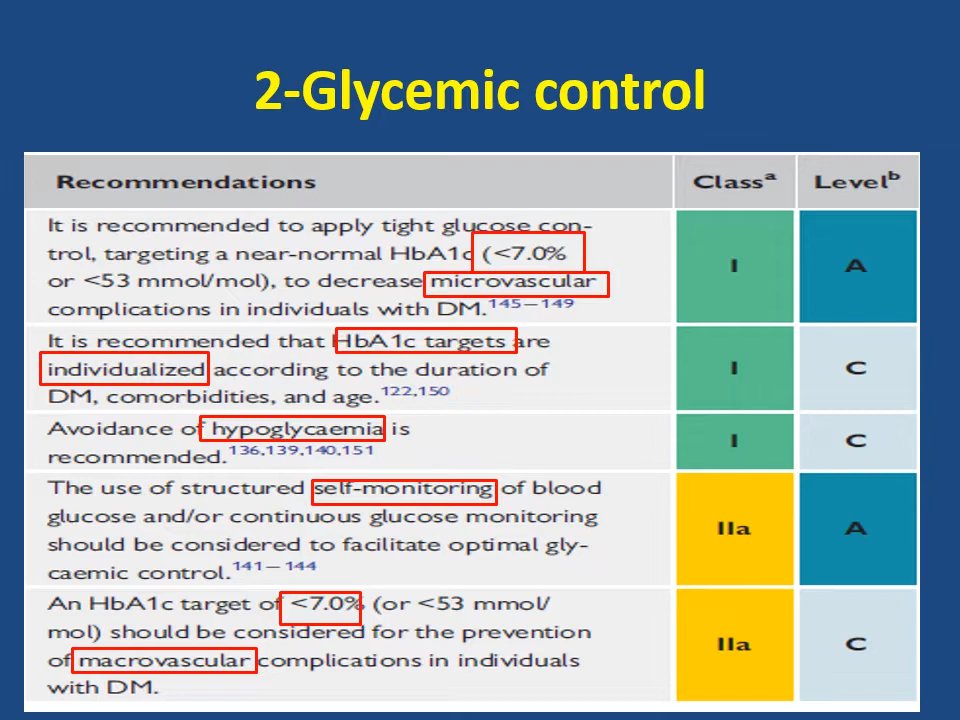 2-Glycemic control
Recommendations Classᵃ Levelᵇ
It is recommended to apply tight glucose con-
trol, targeting a near-normal HbA1c (<7.0%
or <53 mmol/mol), to decrease microvascular
complications in individuals with DM.¹⁴⁵⁻¹⁴⁹
I A
It is recommended that HbA1c targets are
individualized according to the duration of
DM, comorbidities, and age.¹²²,¹⁵⁰
I C
Avoidance of hypoglycaemia is
recommended.¹³⁶,¹³⁹,¹⁴⁰,¹⁵¹
I C
The use of structured self-monitoring of blood
glucose and/or continuous glucose monitoring
should be considered to facilitate optimal gly-
caemic control.¹⁴¹⁻¹⁴⁴
IIa A
An HbA1c target of <7.0% (or <53 mmol/
mol) should be considered for the prevention
of macrovascular complications in individuals
with DM.
IIa C